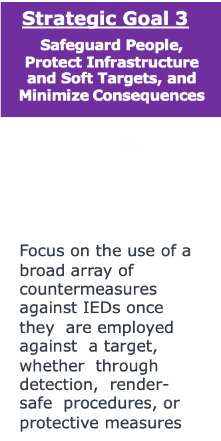 Strategic Goal 3
Safeguard People,
Protect Infrastructure
and Soft Targets, and
Minimize Consequences
Focus on the use of a
broad array of
countermeasures
against IEDs once
they are employed
against a target,
whether through
detection, render-
safe procedures, or
protective measures